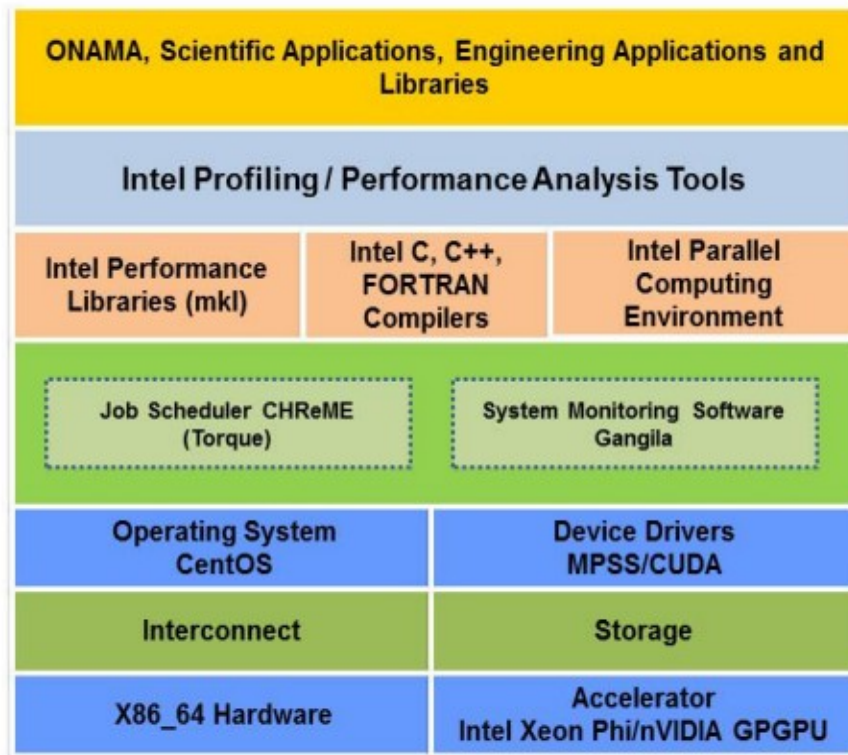 ONAMA, Scientific Applications, Engineering Applications and
Libraries
Intel Profiling / Performance Analysis Tools
Intel Performance
Libraries (mkl)
Intel C, C++,
FORTRAN
Compilers
Intel Parallel
Computing
Environment
Job Scheduler CHReME
(Torque)
System Monitoring Software
Gangila
Operating System
CentOS
Device Drivers
MPSS/CUDA
Interconnect
Storage
X86_64 Hardware
Accelerator
Intel Xeon Phi/nVIDIA GPGPU